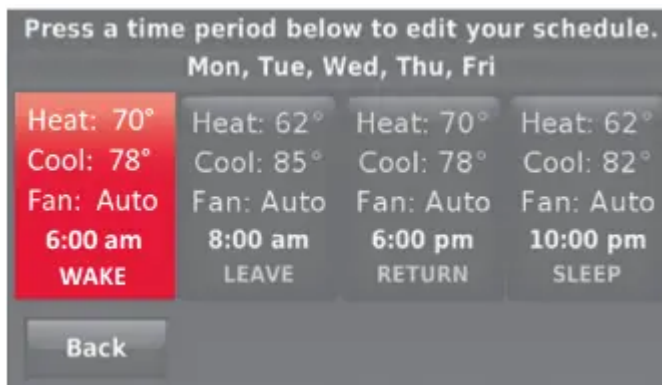 Press a time period below to edit your schedule.
Mon, Tue, Wed, Thu, Fri
Heat: 70°
Cool: 78°
Fan: Auto
6:00 am
WAKE
Heat: 62°
Cool: 85°
Fan: Auto
8:00 am
LEAVE
Heat: 70°
Cool: 78°
Fan: Auto
6:00 pm
RETURN
Heat: 62°
Cool: 82°
Fan: Auto
10:00 pm
SLEEP
Back